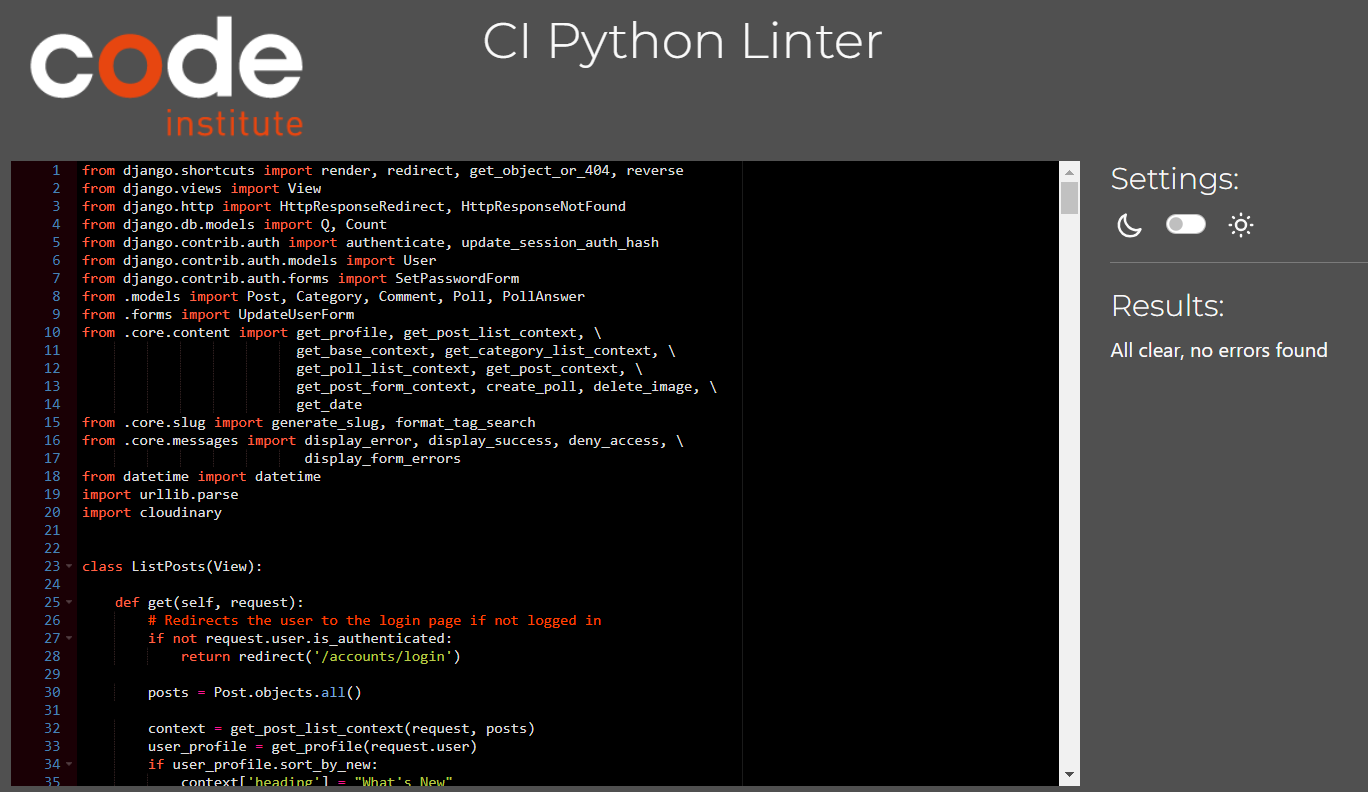 code
institute
CI Python Linter
1 from django.shortcuts import render, redirect, get_object_or_404, reverse
2 from django.views import View
3 from django.http import HttpResponseRedirect, HttpResponseNotFound
4 from django.db.models import Q, Count
5 from django.contrib.auth import authenticate, update_session_auth_hash
6 from django.contrib.auth.models import User
7 from django.contrib.auth.forms import SetPasswordForm
8 from .models import Post, Category, Comment, Poll, PollAnswer
9 from .forms import UpdateUserForm
10 from .core.content import get_profile, get_post_list_context, \
11                           get_base_context, get_category_list_context, \
12                           get_poll_list_context, get_post_context, \
13                           get_post_form_context, create_poll, delete_image, \
14                           get_date
15 from .core.slug import generate_slug, format_tag_search
16 from .core.messages import display_error, display_success, deny_access, \
17                            display_form_errors
18 from datetime import datetime
19 import urllib.parse
20 import cloudinary
21
22
23 class ListPosts(View):
24
25     def get(self, request):
26         # Redirects the user to the login page if not logged in
27         if not request.user.is_authenticated:
28             return redirect('/accounts/login')
29
30         posts = Post.objects.all()
31
32         context = get_post_list_context(request, posts)
33         user_profile = get_profile(request.user)
34         if user_profile.sort_by_new:
35             context['heading'] = "What's New"
Settings:
Results:
All clear, no errors found